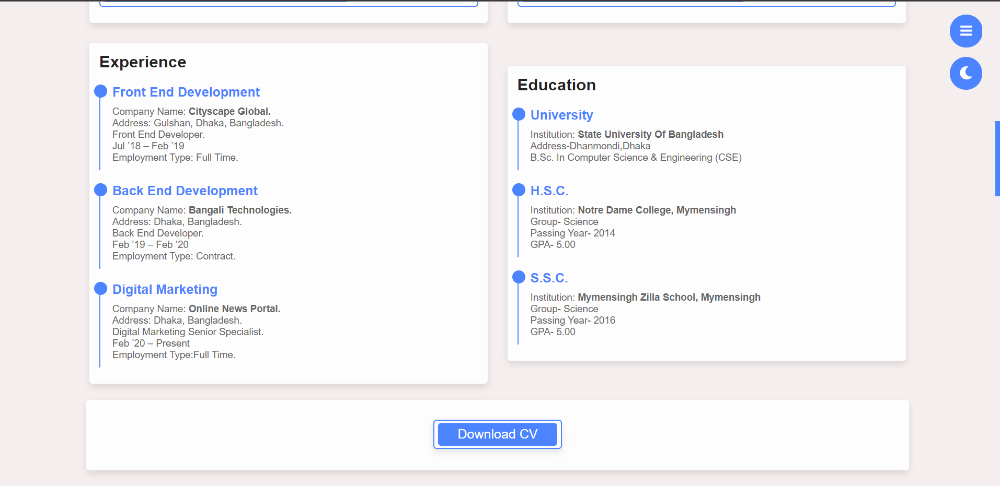 Experience
Front End Development
Company Name: Cityscape Global.
Address: Gulshan, Dhaka, Bangladesh.
Front End Developer.
Jul ’18 – Feb ’19
Employment Type: Full Time.
Back End Development
Company Name: Bangali Technologies.
Address: Dhaka, Bangladesh.
Back End Developer.
Feb ’19 – Feb ’20
Employment Type: Contract.
Digital Marketing
Company Name: Online News Portal.
Address: Dhaka, Bangladesh.
Digital Marketing Senior Specialist.
Feb ’20 – Present
Employment Type:Full Time.
Education
University
Institution: State University Of Bangladesh
Address-Dhanmondi,Dhaka
B.Sc. In Computer Science & Engineering (CSE)
H.S.C.
Institution: Notre Dame College, Mymensingh
Group- Science
Passing Year- 2014
GPA- 5.00
S.S.C.
Institution: Mymensingh Zilla School, Mymensingh
Group- Science
Passing Year- 2016
GPA- 5.00
Download CV